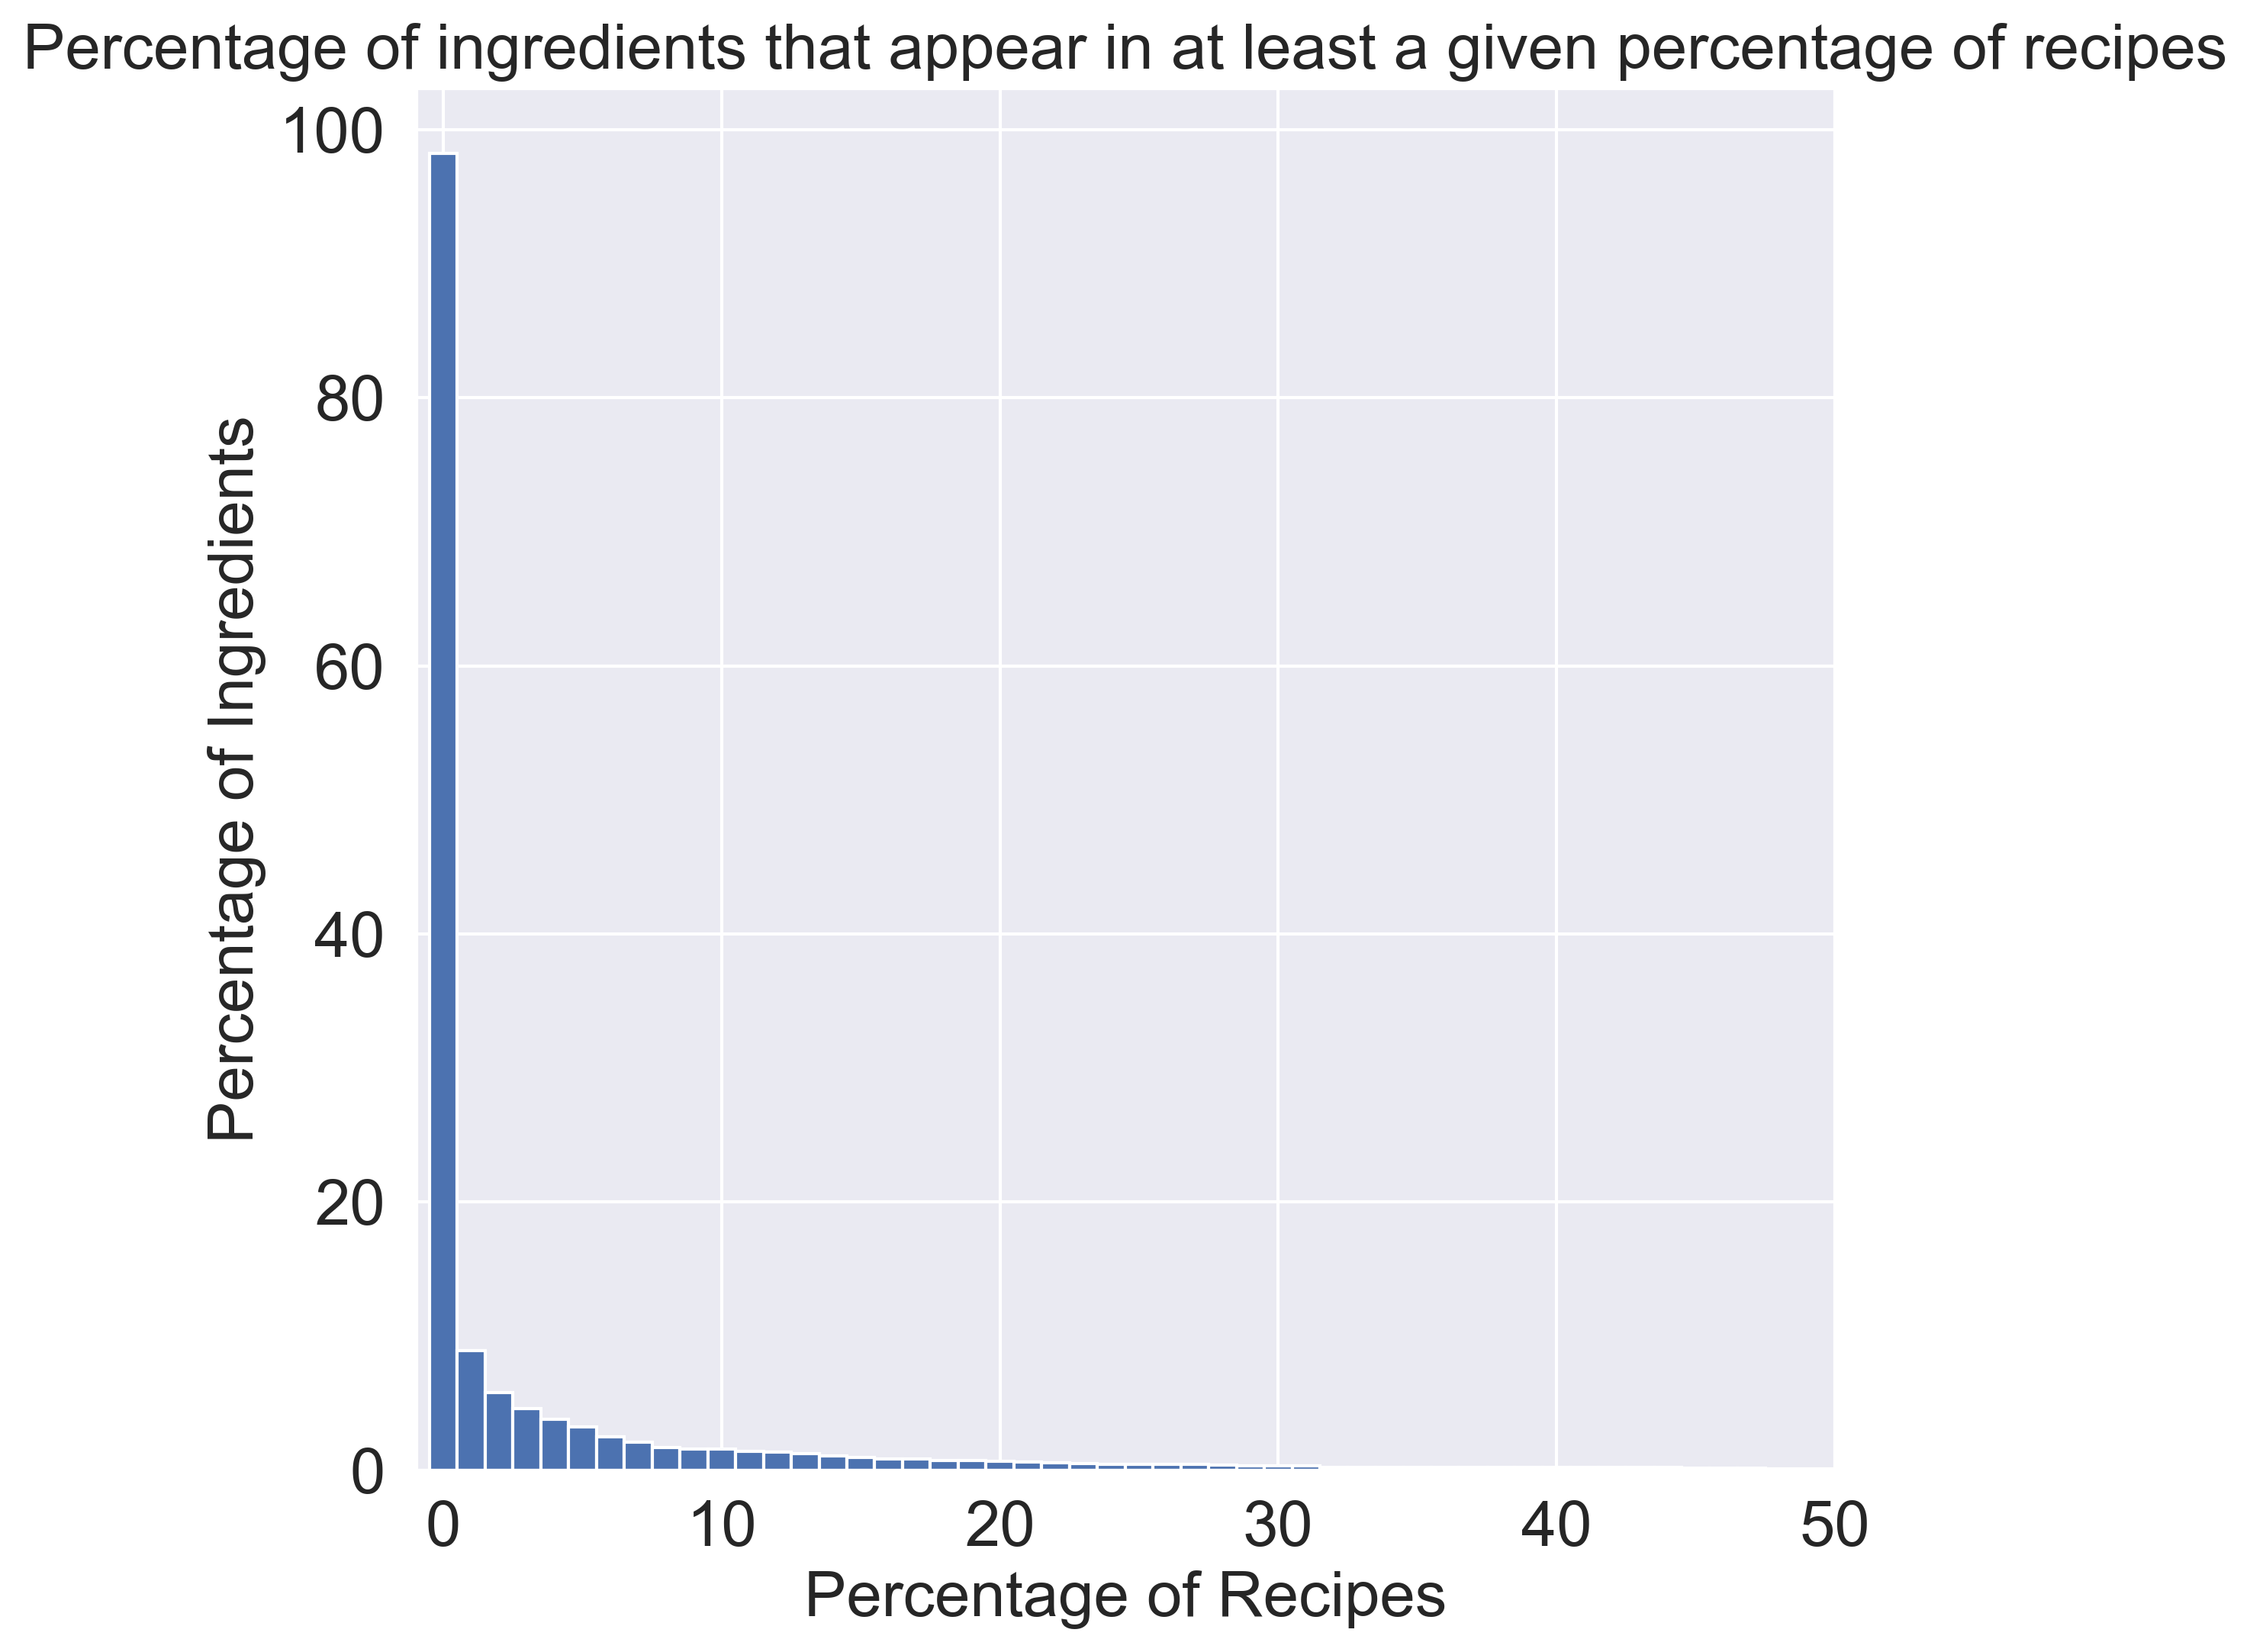 Percentage of ingredients that appear in at least a given percentage of recipes
Percentage of Ingredients
100
80
60
40
20
0
0 10 20 30 40 50
Percentage of Recipes